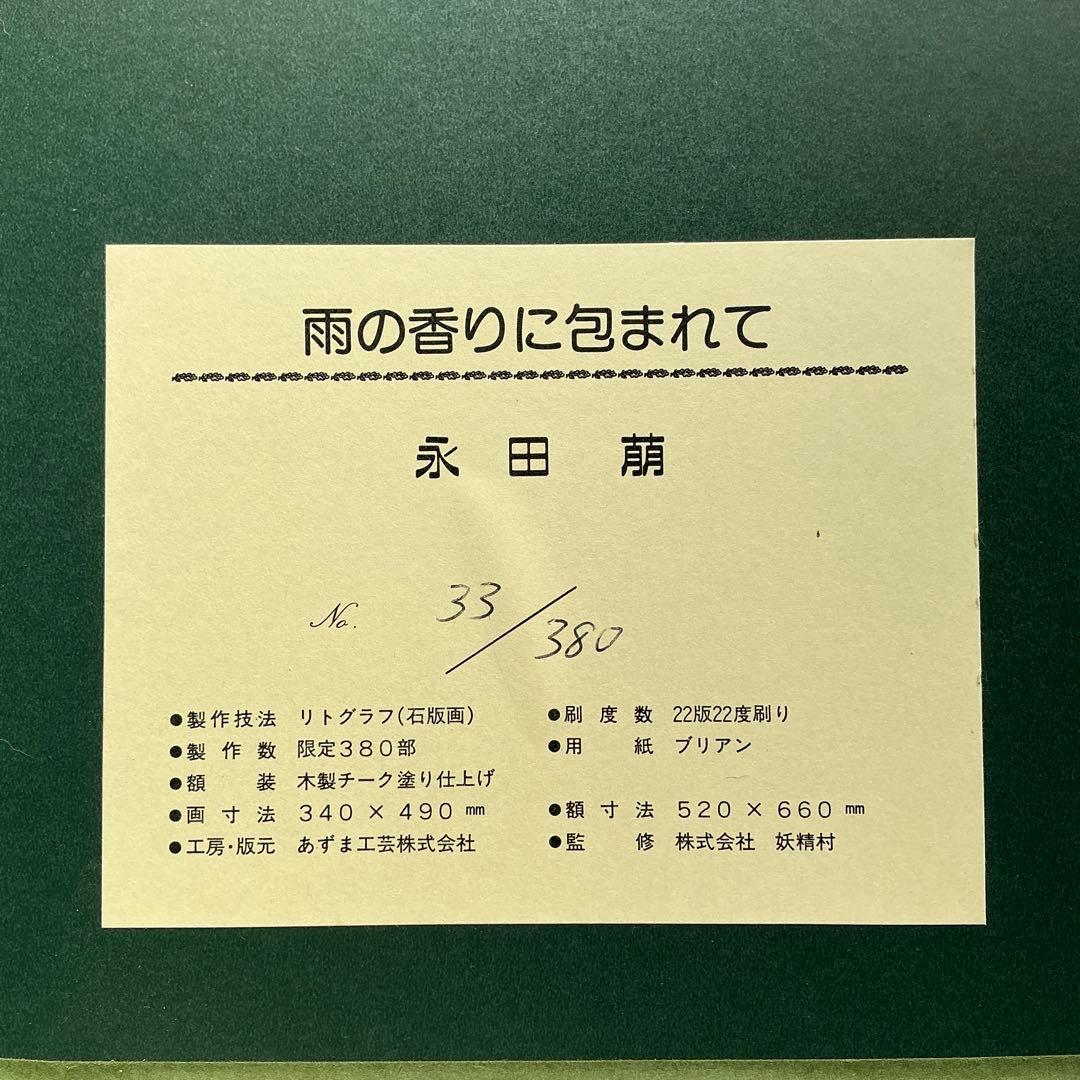 雨の香りに包まれて
永田 萠
No. 33/380
●製作技法 リトグラフ(石版画) ●刷度数 22版22度刷り
●製作数 限定380部 ●用紙 ブリアン
●額装 木製チーク塗り仕上げ
●画寸法 340×490㎜ ●額寸法 520×660㎜
●工房・版元 あずま工芸株式会社 ●監修 株式会社 妖精村